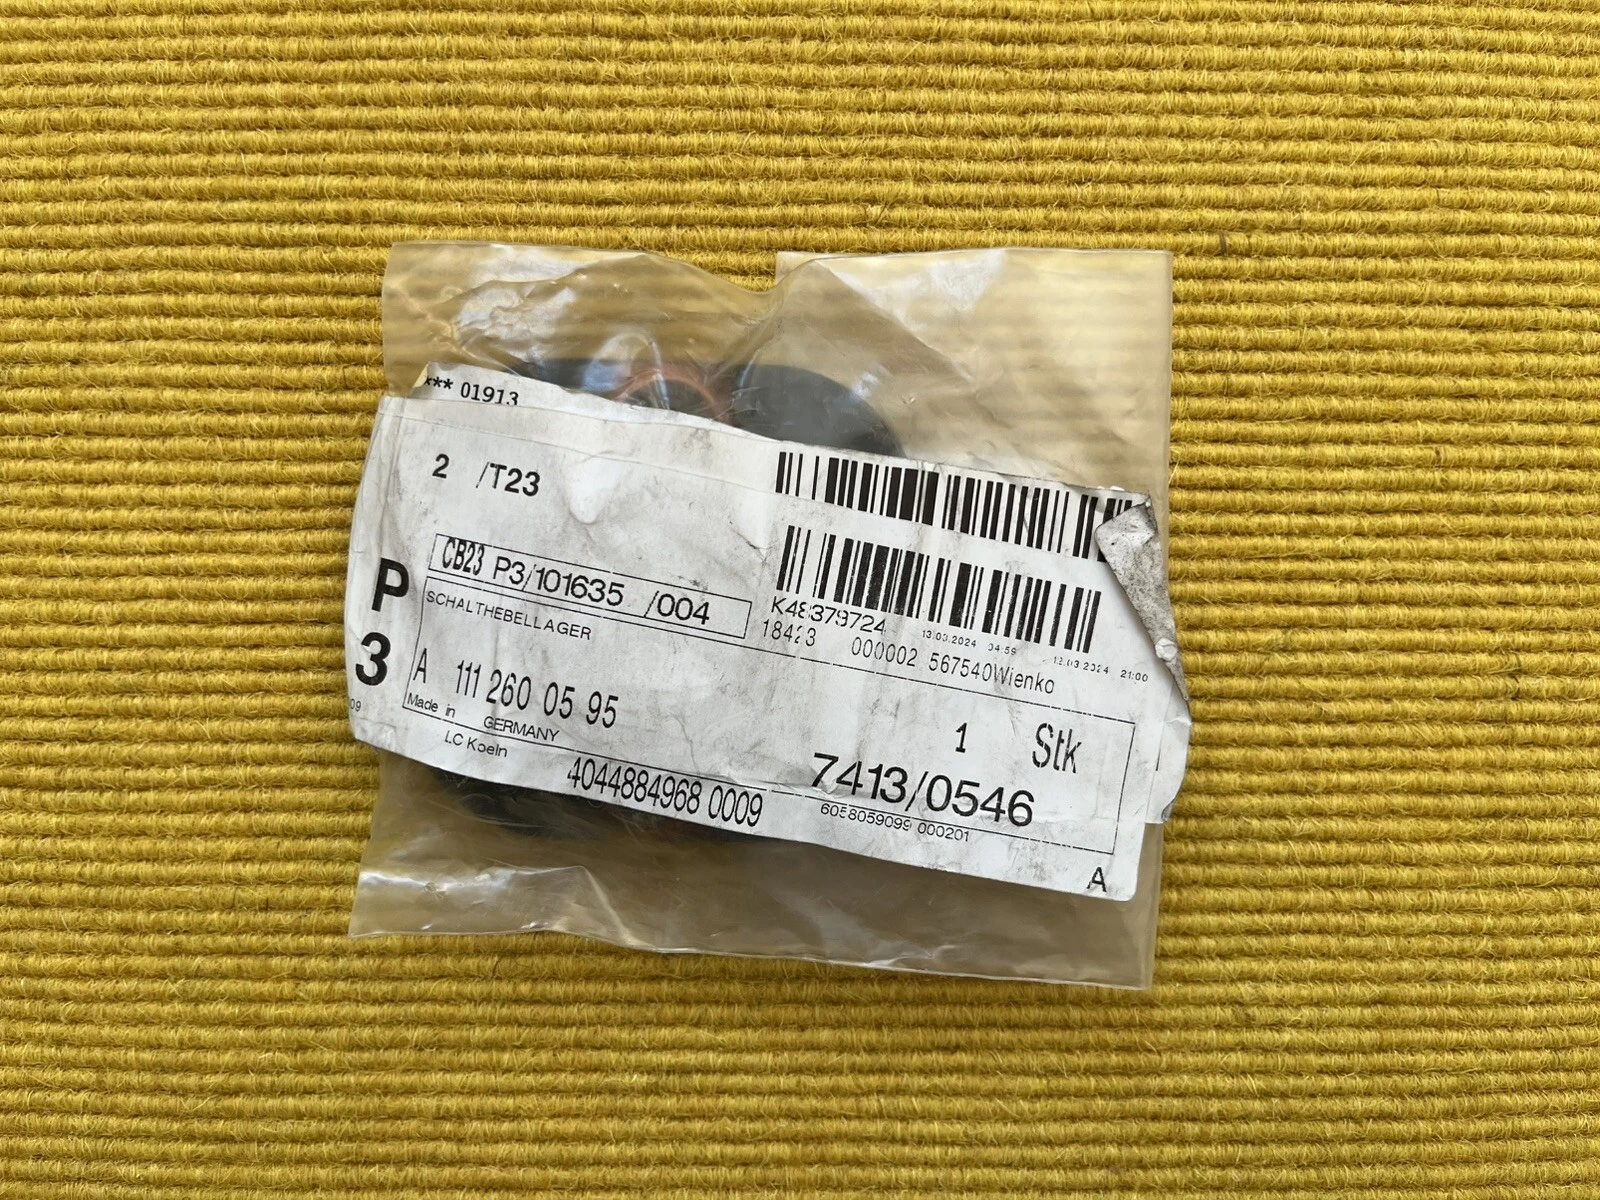 *** 01913
2 /T23
CB23 P3/101635 /004
P
3
SCHALTHEBELLAGER
K48379724
13.03.2024 04:59
12.03.2024 21:00
18423 000002 567540Wienko
A 111 260 05 95
1 Stk
Made in GERMANY
LC Koeln
7413/0546
4044884968 0009
6058059099 000201
09
A